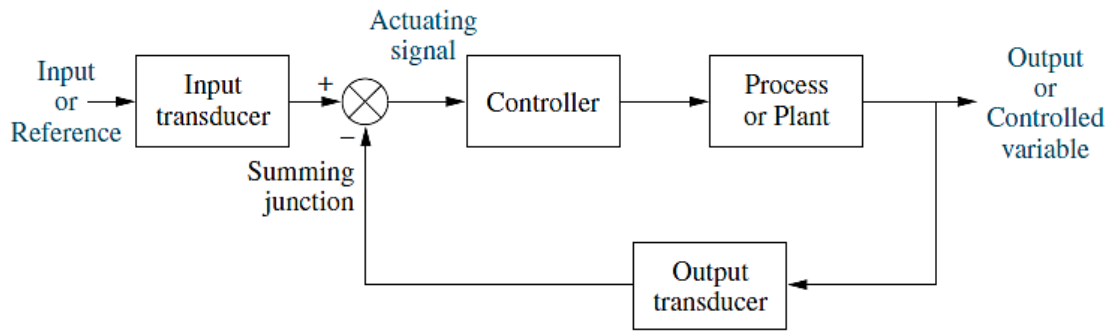 Input
or
Reference
Input
transducer
+
−
Summing
junction
Actuating
signal
Controller
Process
or Plant
Output
or
Controlled
variable
Output
transducer